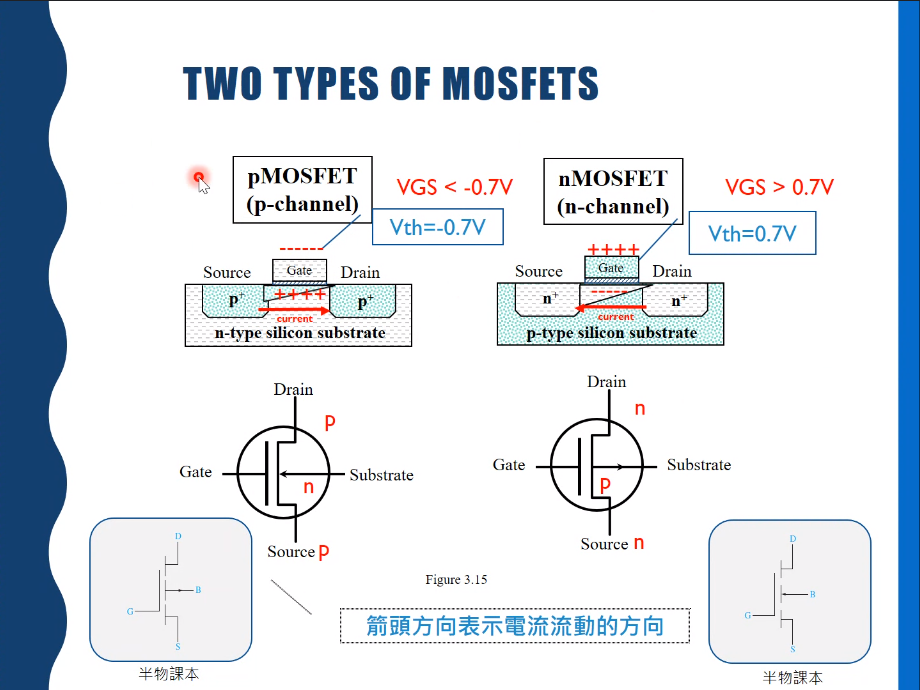 TWO TYPES OF MOSFETS
pMOSFET
(p-channel)
VGS < -0.7V
Vth=-0.7V
nMOSFET
(n-channel)
VGS > 0.7V
Vth=0.7V
------
Source
Gate
Drain
p+
++++
p+
current
n-type silicon substrate
++++
Source
Gate
Drain
n+
-----
n+
current
p-type silicon substrate
Drain
p
Gate
n
Substrate
Source p
Drain
n
Gate
p
Substrate
Source n
D
G
B
S
半物課本
Figure 3.15
箭頭方向表示電流流動的方向
D
G
B
S
半物課本